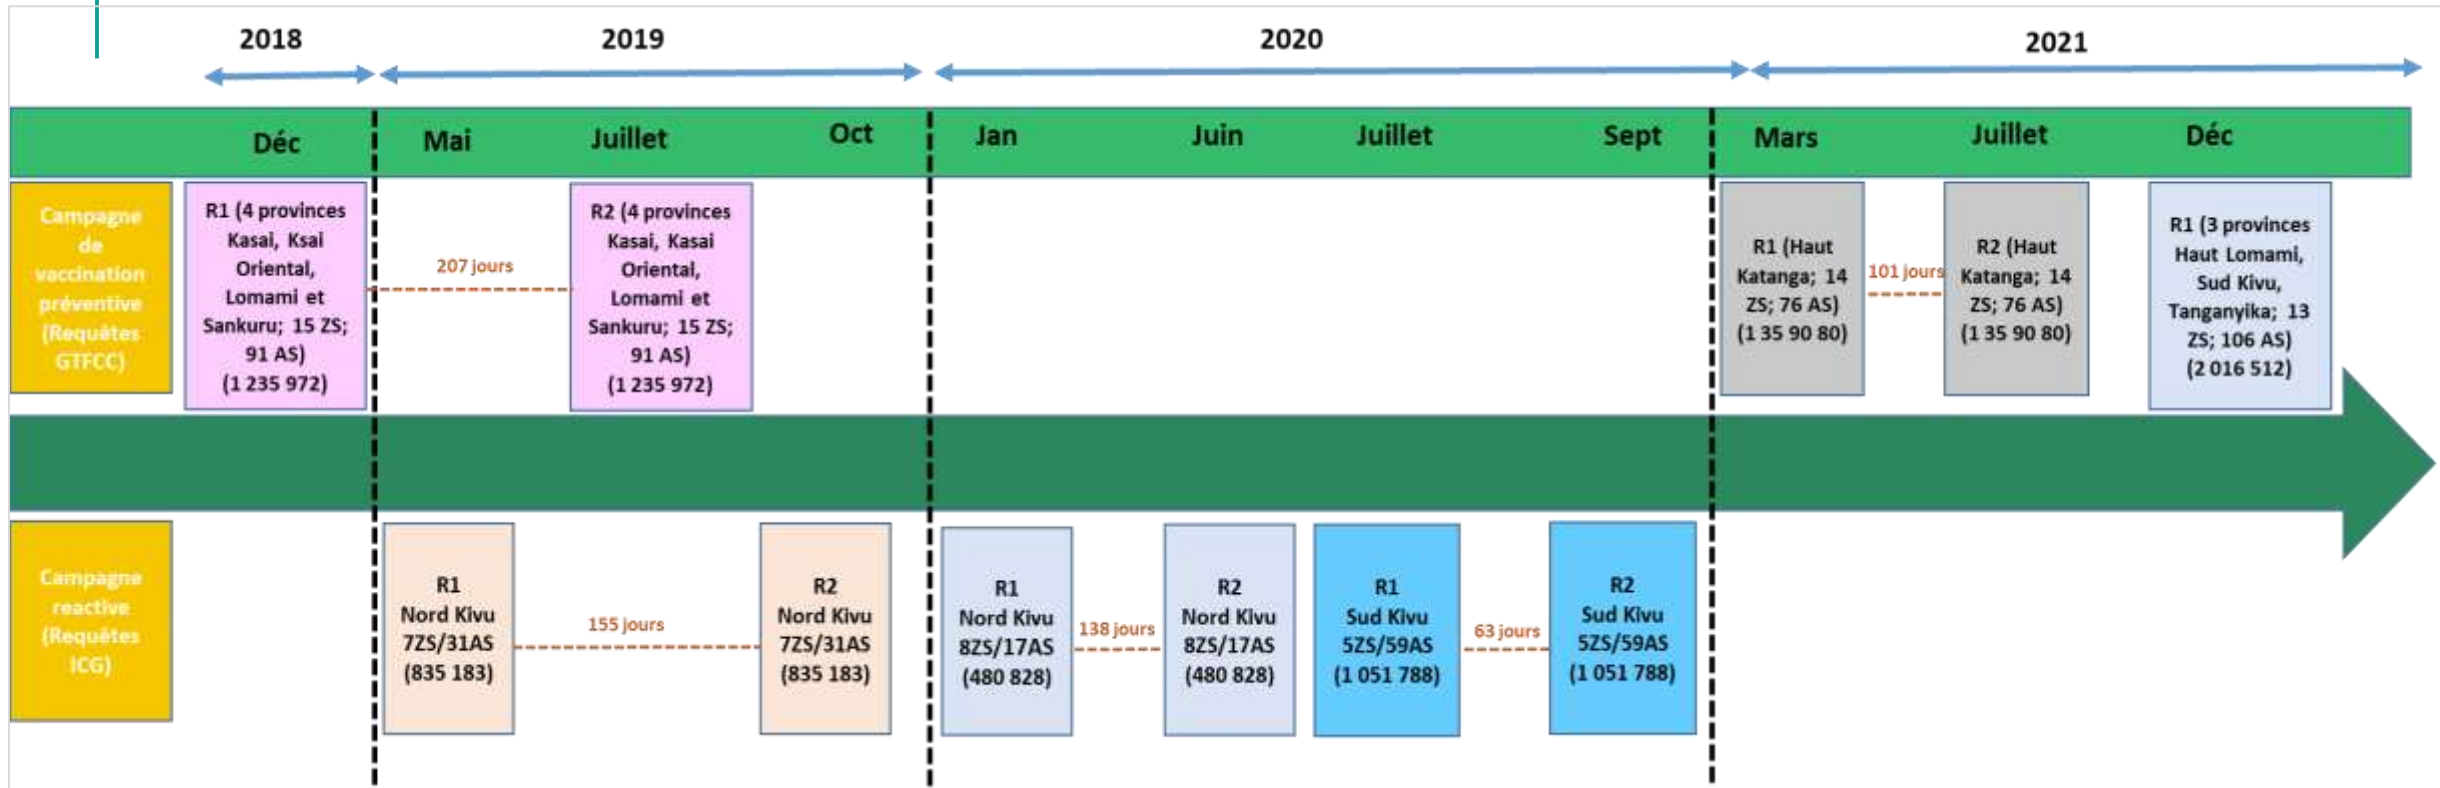 2018
2019
2020
2021
Déc
Mai
Juillet
Oct
Jan
Juin
Juillet
Sept
Mars
Juillet
Déc
Campagne
de
vaccination
préventive
(Requêtes
GTFCC)
R1 (4 provinces
Kasai, Ksai
Oriental,
Lomami et
Sankuru; 15 ZS;
91 AS)
(1 235 972)
207 jours
R2 (4 provinces
Kasai, Kasai
Oriental,
Lomami et
Sankuru; 15 ZS;
91 AS)
(1 235 972)
R1 (Haut
Katanga; 14
ZS; 76 AS)
(1 35 90 80)
101 jours
R2 (Haut
Katanga; 14
ZS; 76 AS)
(1 35 90 80)
R1 (3 provinces
Haut Lomami,
Sud Kivu,
Tanganyika; 13
ZS; 106 AS)
(2 016 512)
Campagne
reactive
(Requêtes
ICG)
R1
Nord Kivu
7ZS/31AS
(835 183)
155 jours
R2
Nord Kivu
7ZS/31AS
(835 183)
R1
Nord Kivu
8ZS/17AS
(480 828)
138 jours
R2
Nord Kivu
8ZS/17AS
(480 828)
R1
Sud Kivu
5ZS/59AS
(1 051 788)
63 jours
R2
Sud Kivu
5ZS/59AS
(1 051 788)